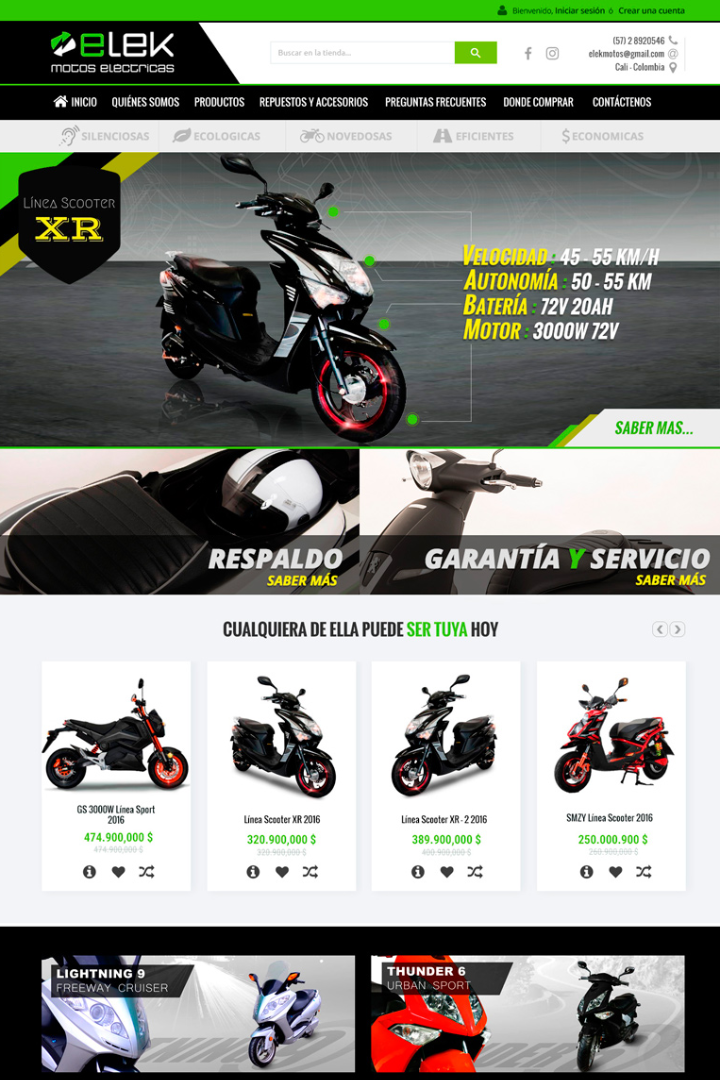 Bienvenido, Iniciar sesión ó Crear una cuenta
elek
motos electricas
Buscar en la tienda...
(57) 2 8920546
elekmotos@gmail.com
Cali - Colombia
INICIO QUIÉNES SOMOS PRODUCTOS REPUESTOS Y ACCESORIOS PREGUNTAS FRECUENTES DONDE COMPRAR CONTÁCTENOS
SILENCIOSAS ECOLOGICAS NOVEDOSAS EFICIENTES $ ECONOMICAS
Línea Scooter
XR
Velocidad : 45 - 55 KM/H
Autonomía : 50 - 55 KM
Batería : 72V 20AH
Motor : 3000W 72V
SABER MAS...
RESPALDO
SABER MÁS
GARANTÍA Y SERVICIO
SABER MÁS
CUALQUIERA DE ELLA PUEDE SER TUYA HOY
GS 3000W Línea Sport
2016
474.900,000 $
474.900,000 $
Línea Scooter XR 2016
320.900,000 $
320.900,000 $
Línea Scooter XR - 2 2016
389.900,000 $
400.900,000 $
SMZY Línea Scooter 2016
250.000.900 $
260.900,000 $
LIGHTNING 9
FREEWAY CRUISER
THUNDER 6
URBAN SPORT